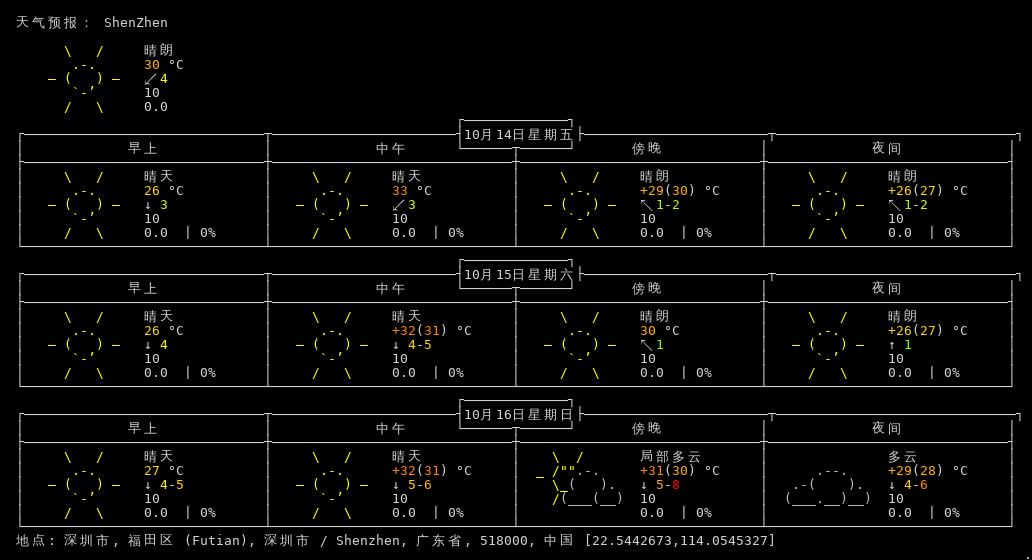 天气预报： ShenZhen
晴朗
30 °C
↙ 4
10
0.0
10月14日星期五
早上 中午 傍晚 夜间
晴天 晴天 晴朗 晴朗
26 °C 33 °C +29(30) °C +26(27) °C
↓ 3 ↙ 3 ↖ 1-2 ↖ 1-2
10 10 10 10
0.0 | 0% 0.0 | 0% 0.0 | 0% 0.0 | 0%
10月15日星期六
早上 中午 傍晚 夜间
晴天 晴天 晴朗 晴朗
26 °C +32(31) °C 30 °C +26(27) °C
↓ 4 ↓ 4-5 ↖ 1 ↑ 1
10 10 10 10
0.0 | 0% 0.0 | 0% 0.0 | 0% 0.0 | 0%
10月16日星期日
早上 中午 傍晚 夜间
晴天 晴天 局部多云 多云
27 °C +32(31) °C +31(30) °C +29(28) °C
↓ 4-5 ↓ 5-6 ↓ 5-8 ↓ 4-6
10 10 10 10
0.0 | 0% 0.0 | 0% 0.0 | 0% 0.0 | 0%
地点: 深圳市, 福田区 (Futian), 深圳市 / Shenzhen, 广东省, 518000, 中国 [22.5442673,114.0545327]